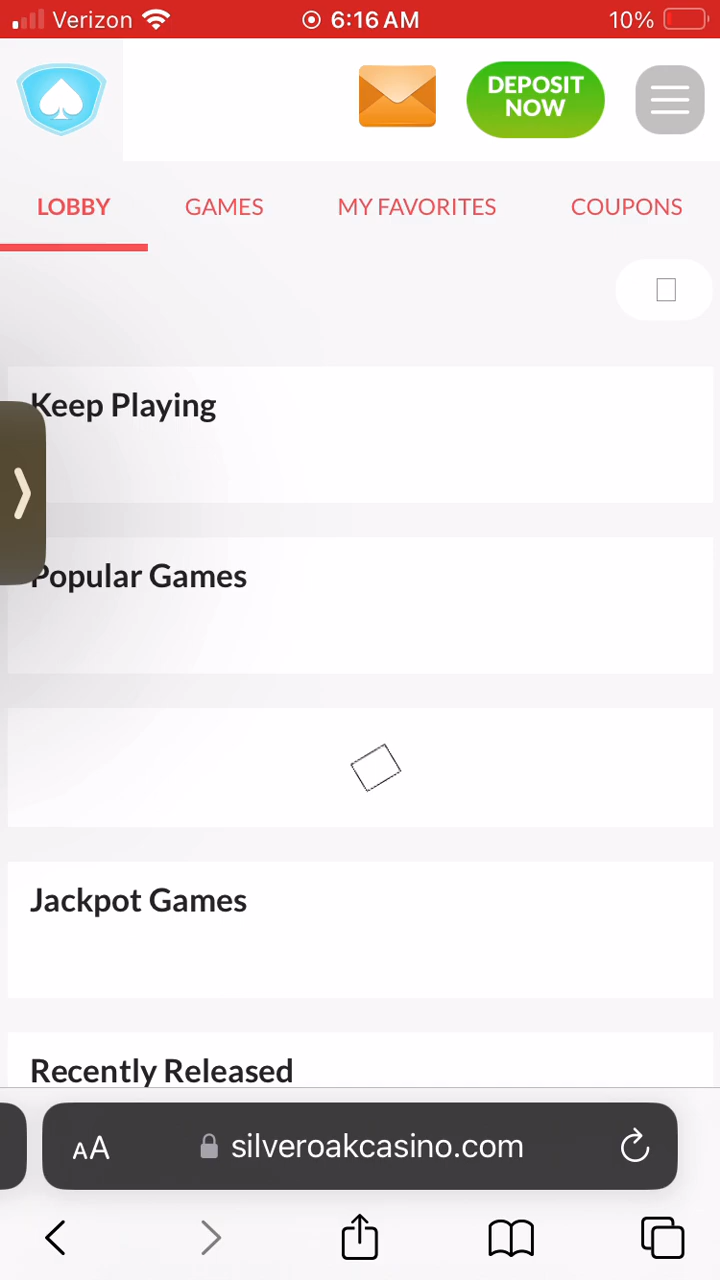 Verizon 6:16 AM 10%
DEPOSIT
NOW
LOBBY GAMES MY FAVORITES COUPONS
Keep Playing
Popular Games
Jackpot Games
Recently Released
AA silveroakcasino.com